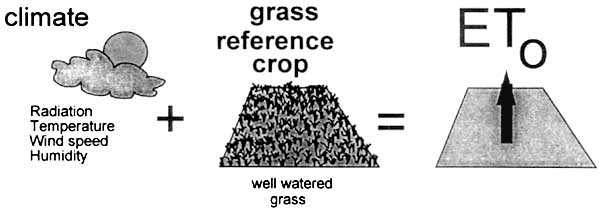 climate
Radiation
Temperature
Wind speed
Humidity
+
grass
reference
crop
well watered
grass
=
ETO